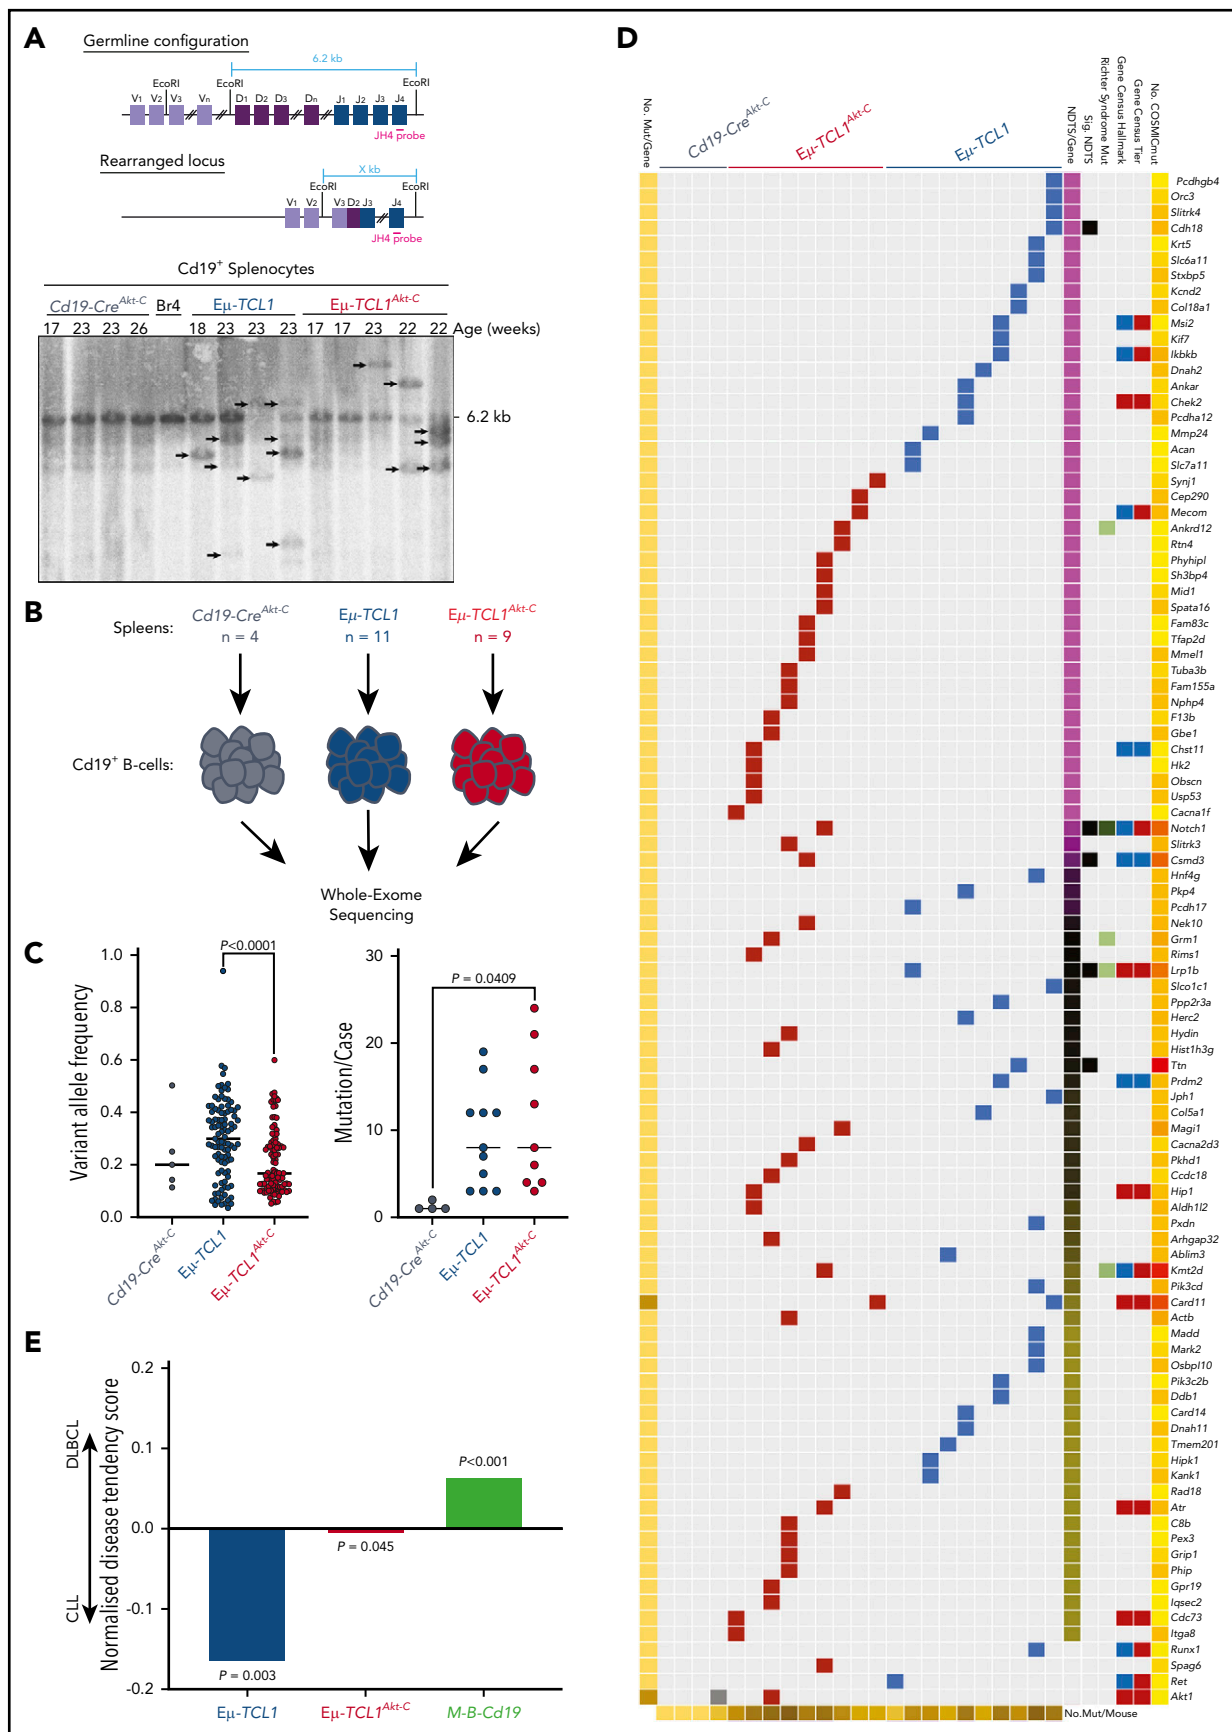 A
Germline configuration
6.2 kb
EcoRI EcoRI EcoRI
V1 V2 V3 Vn D1 D2 D3 Dn J1 J2 J3 J4
JH4 probe
Rearranged locus
X kb
EcoRI EcoRI
V1 V2 V3 D2 J3 J4
JH4 probe
Cd19+ Splenocytes
Cd19-CreAkt-C Br4 Eμ-TCL1 Eμ-TCL1Akt-C
17 23 23 26 18 23 23 23 17 17 23 22 22 Age (weeks)
6.2 kb
B
Spleens:
Cd19-CreAkt-C Eμ-TCL1 Eμ-TCL1Akt-C
n = 4 n = 11 n = 9
Cd19+ B-cells:
Whole-Exome
Sequencing
C
Variant allele frequency
1.0
0.8
0.6
0.4
0.2
0.0
P<0.0001
Cd19-CreAkt-C
Eμ-TCL1
Eμ-TCL1Akt-C
Mutation/Case
30
20
10
0
P = 0.0409
Cd19-CreAkt-C
Eμ-TCL1
Eμ-TCL1Akt-C
E
DLBCL
CLL
Normalised disease tendency score
0.2
0.1
0.0
-0.1
-0.2
P = 0.003
P = 0.045
P<0.001
Eμ-TCL1 Eμ-TCL1Akt-C M-B-Cd19
D
No. Mut/Gene
Cd19-CreAkt-C
Eμ-TCL1Akt-C
Eμ-TCL1
NDTS/Gene
Sig. NDTS
Richter Syndrome Mut
Gene Census Hallmark
Gene Census Tier
No. COSMICmut
Pcdhgb4
Orc3
Slitrk4
Cdh18
Krt5
Slc6a11
Stxbp5
Kcnd2
Col18a1
Msi2
Kif7
Ikbkb
Dnah2
Ankar
Chek2
Pcdha12
Mmp24
Acan
Slc7a11
Synj1
Cep290
Mecom
Ankrd12
Rtn4
Phyhipl
Sh3bp4
Mid1
Spata16
Fam83c
Tfap2d
Mmel1
Tuba3b
Fam155a
Nphp4
F13b
Gbe1
Chst11
Hk2
Obscn
Usp53
Cacna1f
Notch1
Slitrk3
Csmd3
Hnf4g
Pkp4
Pcdh17
Nek10
Grm1
Rims1
Lrp1b
Slco1c1
Ppp2r3a
Herc2
Hydin
Hist1h3g
Ttn
Prdm2
Jph1
Col5a1
Magi1
Cacna2d3
Pkhd1
Ccdc18
Hip1
Aldh1l2
Pxdn
Arhgap32
Ablim3
Kmt2d
Pik3cd
Card11
Actb
Madd
Mark2
Osbpl10
Pik3c2b
Ddb1
Card14
Dnah11
Tmem201
Hipk1
Kank1
Rad18
Atr
C8b
Pex3
Grip1
Phip
Gpr19
Iqsec2
Cdc73
Itga8
Runx1
Spag6
Ret
Akt1
No.Mut/Mouse